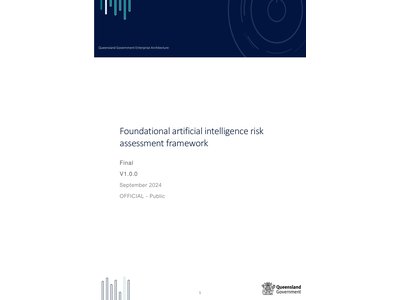 Queensland Government Enterprise Architecture
Foundational artificial intelligence risk
assessment framework
Final
V1.0.0
September 2024
OFFICIAL - Public
Queensland
Government